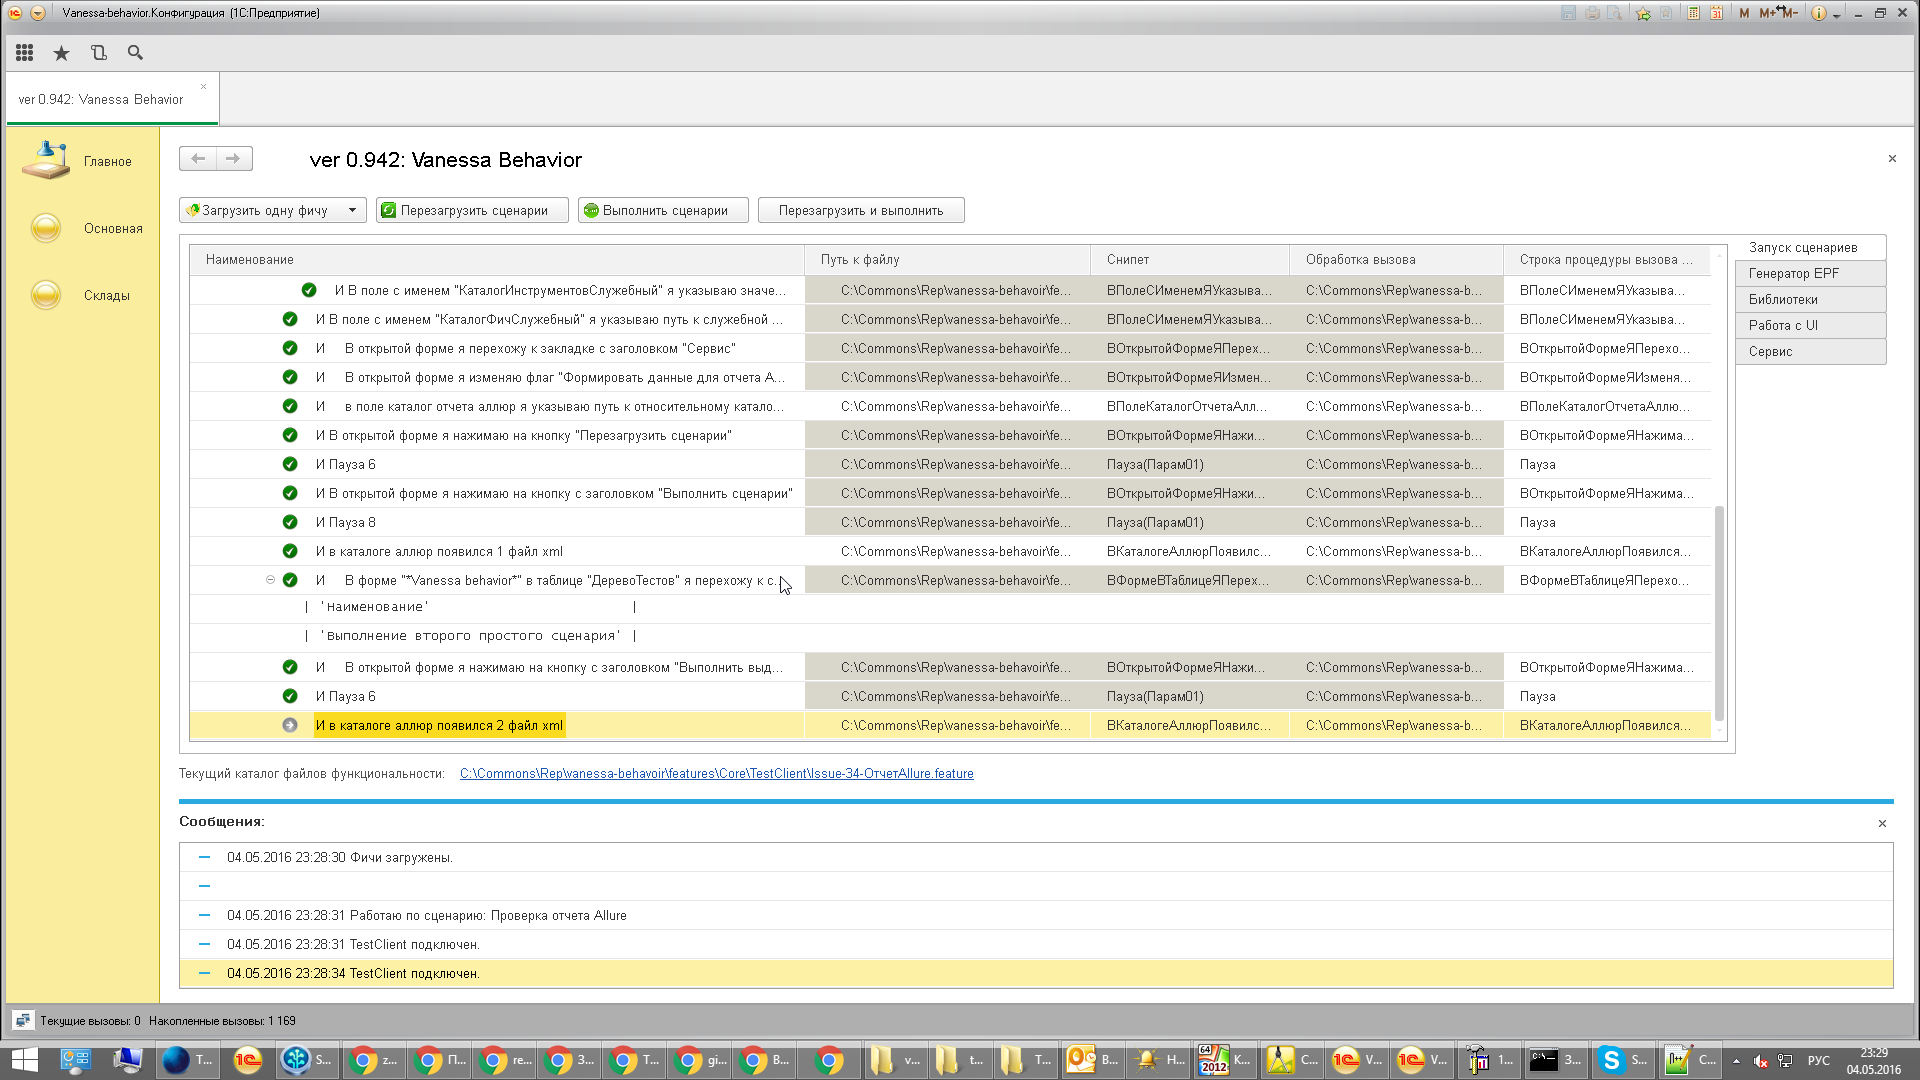 Vanessa-behavior.Конфигурация (1С:Предприятие)
M M+ M-
ver 0.942: Vanessa Behavior
Главное
Основная
Склады
ver 0.942: Vanessa Behavior
Загрузить одну фичу Перезагрузить сценарии Выполнить сценарии Перезагрузить и выполнить
Запуск сценариев
Генератор EPF
Библиотеки
Работа с UI
Сервис
Наименование Путь к файлу Снипет Обработка вызова Строка процедуры вызова ...
И В поле с именем "КаталогИнструментовСлужебный" я указываю значе... C:\Commons\Rep\vanessa-behavoir\fe... ВПолеСИменемЯУказыва... C:\Commons\Rep\vanessa-b... ВПолеСИменемЯУказыва...
И В поле с именем "КаталогФичСлужебный" я указываю путь к служебной ... C:\Commons\Rep\vanessa-behavoir\fe... ВПолеСИменемЯУказыва... C:\Commons\Rep\vanessa-b... ВПолеСИменемЯУказыва...
И В открытой форме я перехожу к закладке с заголовком "Сервис" C:\Commons\Rep\vanessa-behavoir\fe... ВОткрытойФормеЯПерех... C:\Commons\Rep\vanessa-b... ВОткрытойФормеЯПерехо...
И В открытой форме я изменяю флаг "Формировать данные для отчета А... C:\Commons\Rep\vanessa-behavoir\fe... ВОткрытойФормеЯИзмен... C:\Commons\Rep\vanessa-b... ВОткрытойФормеЯИзменя...
И в поле каталог отчета аллюр я указываю путь к относительному катало... C:\Commons\Rep\vanessa-behavoir\fe... ВПолеКаталогОтчетаАлл... C:\Commons\Rep\vanessa-b... ВПолеКаталогОтчетаАллю...
И В открытой форме я нажимаю на кнопку "Перезагрузить сценарии" C:\Commons\Rep\vanessa-behavoir\fe... ВОткрытойФормеЯНажи... C:\Commons\Rep\vanessa-b... ВОткрытойФормеЯНажима...
И Пауза 6 C:\Commons\Rep\vanessa-behavoir\fe... Пауза(Парам01) C:\Commons\Rep\vanessa-b... Пауза
И В открытой форме я нажимаю на кнопку с заголовком "Выполнить сценарии" C:\Commons\Rep\vanessa-behavoir\fe... ВОткрытойФормеЯНажи... C:\Commons\Rep\vanessa-b... ВОткрытойФормеЯНажима...
И Пауза 8 C:\Commons\Rep\vanessa-behavoir\fe... Пауза(Парам01) C:\Commons\Rep\vanessa-b... Пауза
И в каталоге аллюр появился 1 файл xml C:\Commons\Rep\vanessa-behavoir\fe... ВКаталогеАллюрПоявилс... C:\Commons\Rep\vanessa-b... ВКаталогеАллюрПоявился...
И В форме "*Vanessa behavior*" в таблице "ДеревоТестов" я перехожу к с... C:\Commons\Rep\vanessa-behavoir\fe... ВФормеВТаблицеЯПерех... C:\Commons\Rep\vanessa-b... ВФормеВТаблицеЯПерехо...
| 'Наименование' |
| 'Выполнение второго простого сценария' |
И В открытой форме я нажимаю на кнопку с заголовком "Выполнить выд... C:\Commons\Rep\vanessa-behavoir\fe... ВОткрытойФормеЯНажи... C:\Commons\Rep\vanessa-b... ВОткрытойФормеЯНажима...
И Пауза 6 C:\Commons\Rep\vanessa-behavoir\fe... Пауза(Парам01) C:\Commons\Rep\vanessa-b... Пауза
И в каталоге аллюр появился 2 файл xml C:\Commons\Rep\vanessa-behavoir\fe... ВКаталогеАллюрПоявилс... C:\Commons\Rep\vanessa-b... ВКаталогеАллюрПоявился...
Текущий каталог файлов функциональности: C:\Commons\Rep\vanessa-behavoir\features\Core\TestClient\Issue-34-ОтчетAllure.feature
Сообщения:
04.05.2016 23:28:30 Фичи загружены.
04.05.2016 23:28:31 Работаю по сценарию: Проверка отчета Allure
04.05.2016 23:28:31 TestClient подключен.
04.05.2016 23:28:34 TestClient подключен.
Текущие вызовы: 0 Накопленные вызовы: 1 169
T... S... z... П... re... З... T... gi... B... v... t... T... В... Н... К... С... V... V... 1... З... S... С... РУС 23:29
04.05.2016